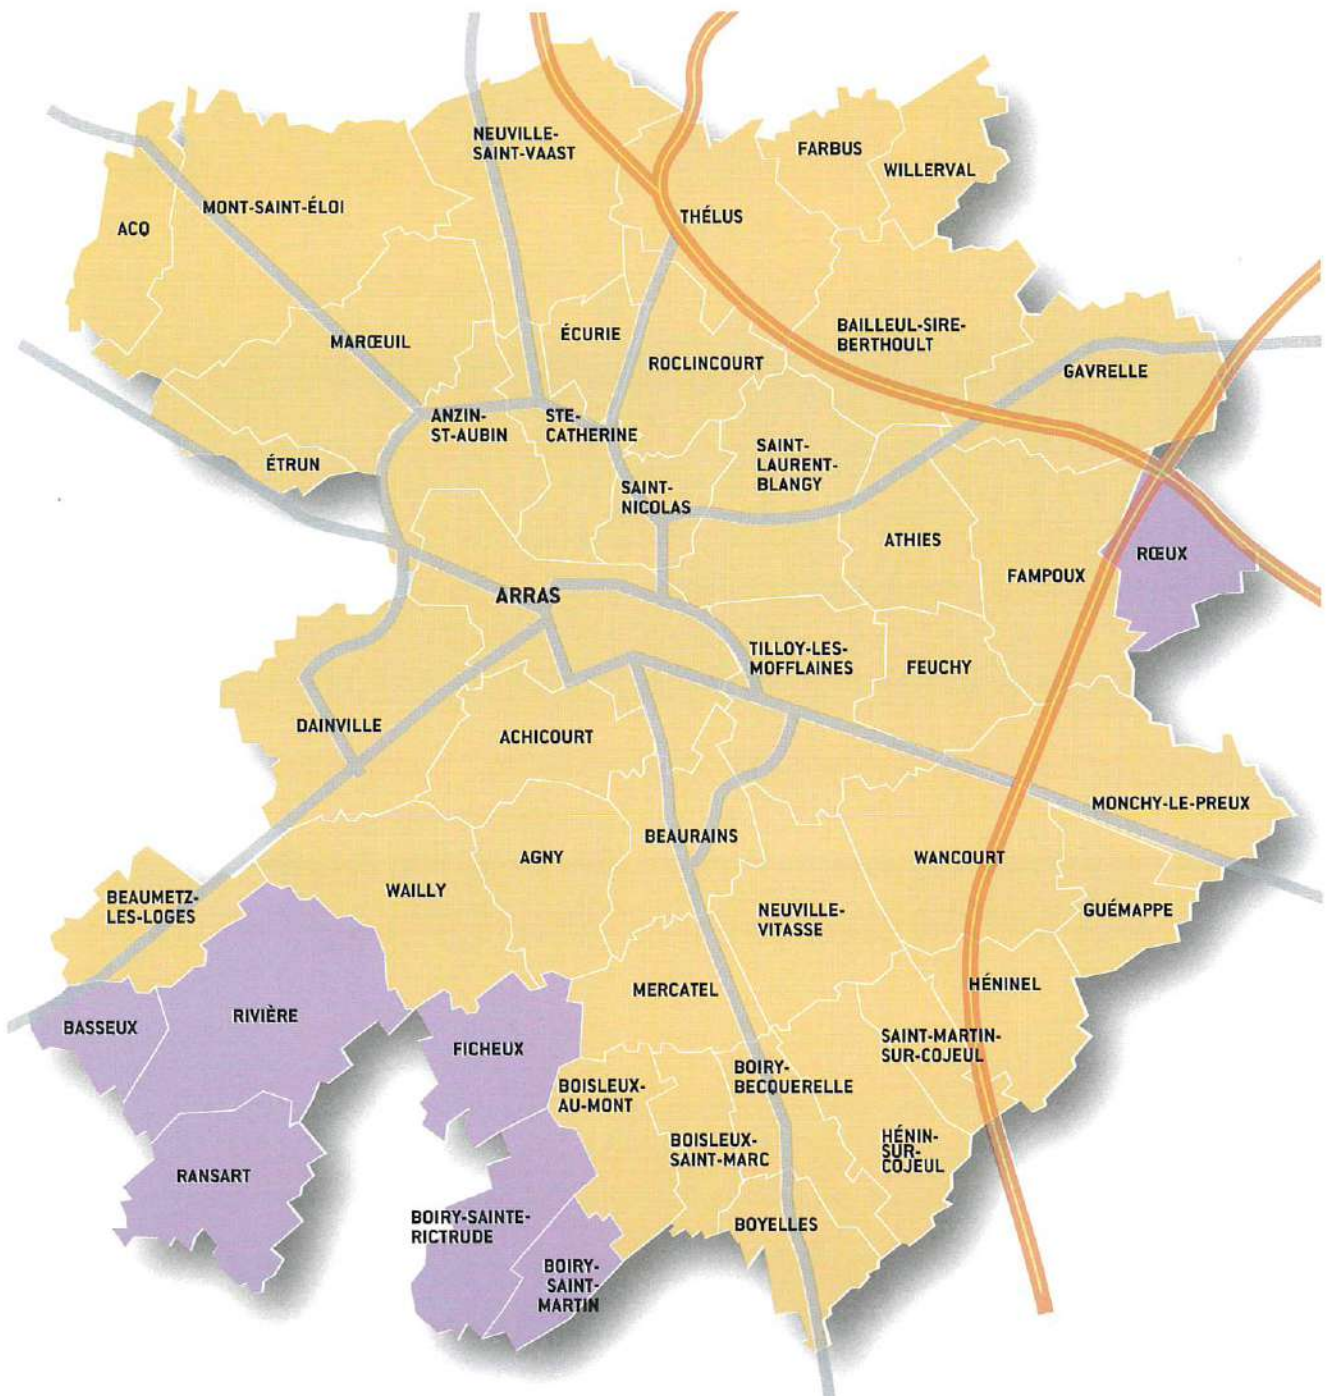 NEUVILLE-
SAINT-VAAST
FARBUS
WILLERVAL
MONT-SAINT-ÉLOI
THÉLUS
ACQ
BAILLEUL-SIRE-
BERTHOULT
ÉCURIE
MARŒUIL
ROCLINCOURT
GAVRELLE
ANZIN-
ST-AUBIN
STE-
CATHERINE
SAINT-
LAURENT-
BLANGY
ÉTRUN
SAINT-
NICOLAS
ATHIES
RŒUX
FAMPOUX
ARRAS
TILLOY-LES-
MOFFLAINES
FEUCHY
DAINVILLE
ACHICOURT
MONCHY-LE-PREUX
BEAURAINS
AGNY
WANCOURT
WAILLY
BEAUMETZ-
LES-LOGES
NEUVILLE-
VITASSE
GUÉMAPPE
MERCATEL
HÉNINEL
RIVIÈRE
BASSEUX
FICHEUX
SAINT-MARTIN-
SUR-COJEUL
BOIRY-
BECQUERELLE
BOISLEUX-
AU-MONT
BOISLEUX-
SAINT-MARC
HÉNIN-
SUR-
COJEUL
RANSART
BOIRY-SAINTE-
RICTRUDE
BOYELLES
BOIRY-
SAINT-
MARTIN